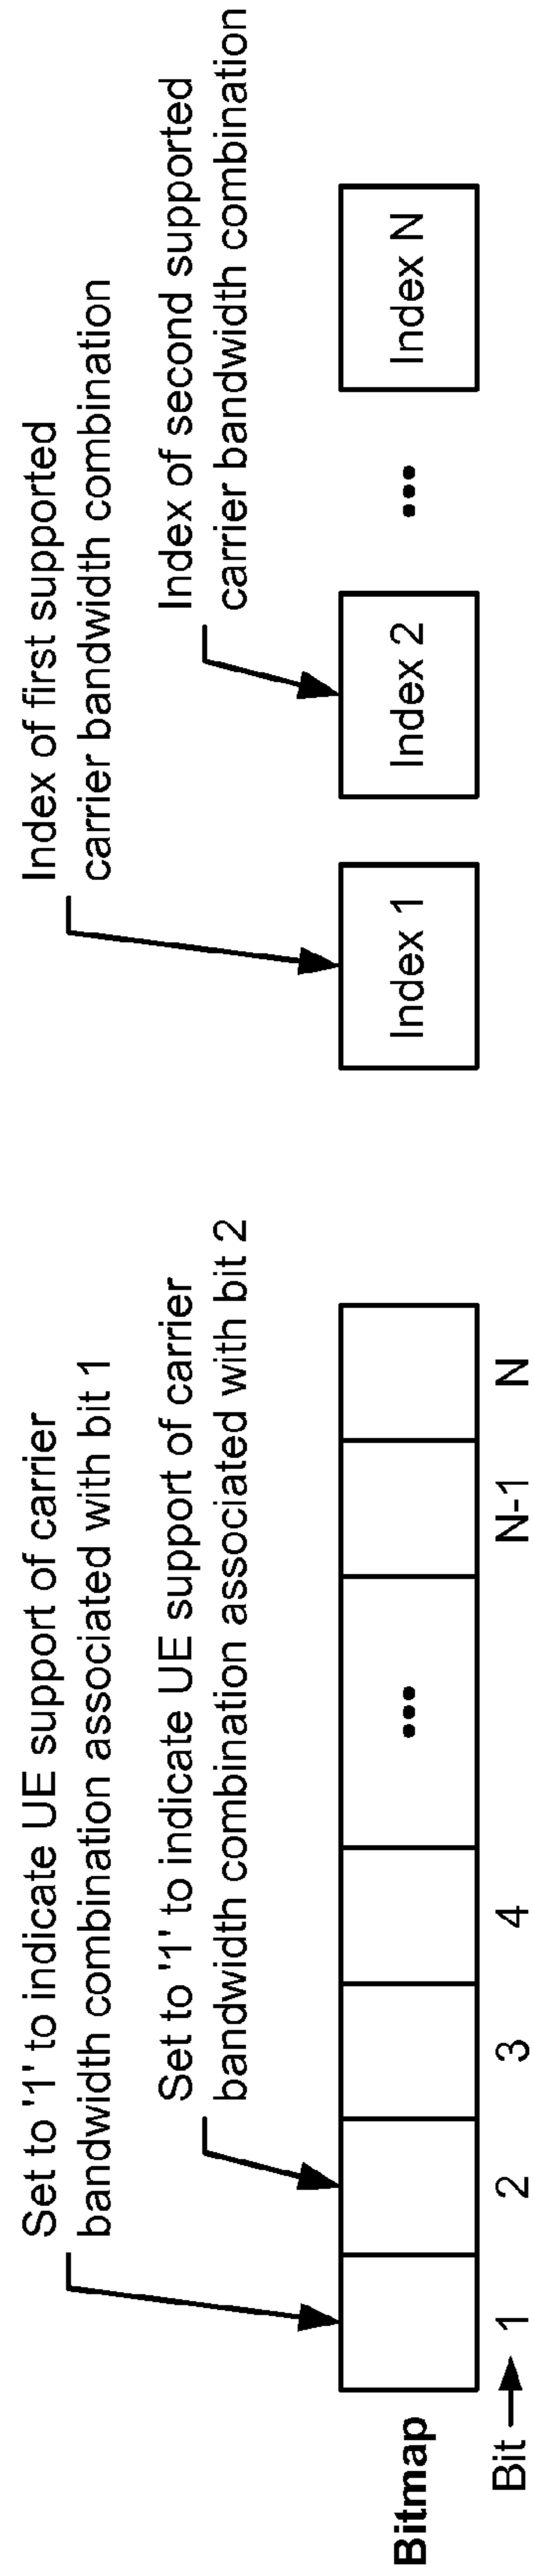 Set to '1' to indicate UE support of carrier
bandwidth combination associated with bit 1
Set to '1' to indicate UE support of carrier
bandwidth combination associated with bit 2
Bitmap
...
Bit
1
2
3
4
N-1
N
Index of first supported
carrier bandwidth combination
Index of second supported
carrier bandwidth combination
Index 1
Index 2
...
Index N